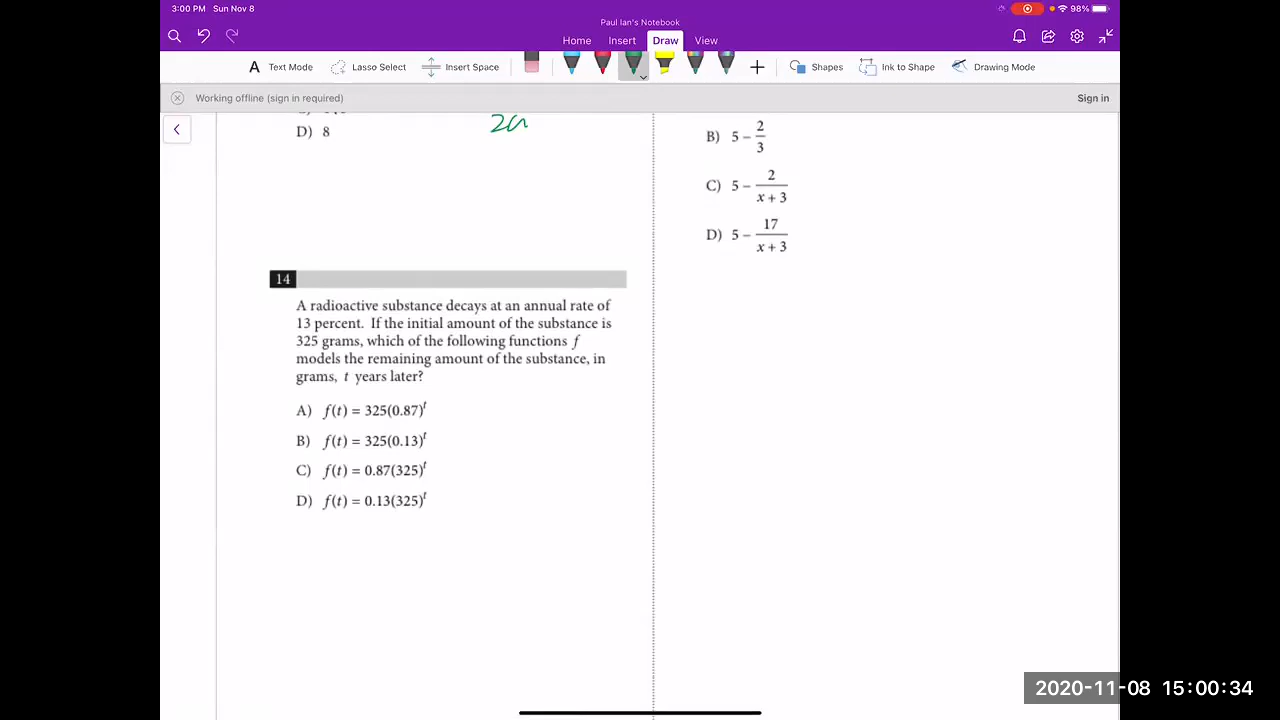 3:00 PM Sun Nov 8
98%
Paul Ian's Notebook
Home Insert Draw View
Text Mode Lasso Select Insert Space Shapes Ink to Shape Drawing Mode
Working offline (sign in required) Sign in
D) 8
2a
B) 5 – 2/3
C) 5 – 2/(x + 3)
D) 5 – 17/(x + 3)
14
A radioactive substance decays at an annual rate of
13 percent. If the initial amount of the substance is
325 grams, which of the following functions f
models the remaining amount of the substance, in
grams, t years later?
A) f(t) = 325(0.87)^t
B) f(t) = 325(0.13)^t
C) f(t) = 0.87(325)^t
D) f(t) = 0.13(325)^t
2020-11-08 15:00:34